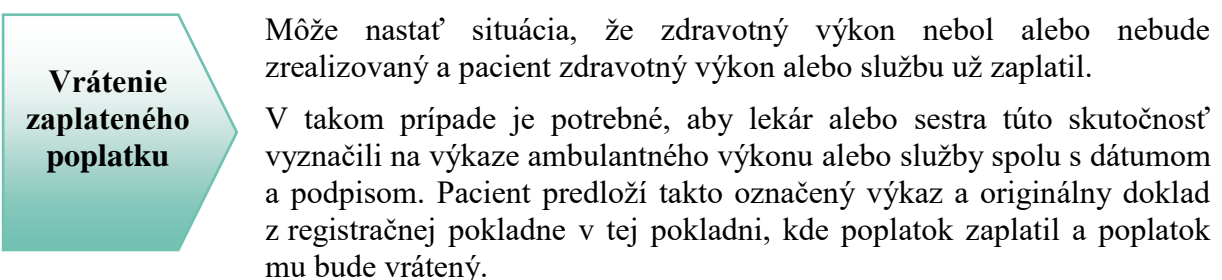 Vrátenie
zaplateného
poplatku
Môže nastať situácia, že zdravotný výkon nebol alebo nebude
zrealizovaný a pacient zdravotný výkon alebo službu už zaplatil.
V takom prípade je potrebné, aby lekár alebo sestra túto skutočnosť
vyznačili na výkaze ambulantného výkonu alebo služby spolu s dátumom
a podpisom. Pacient predloží takto označený výkaz a originálny doklad
z registračnej pokladne v tej pokladni, kde poplatok zaplatil a poplatok
mu bude vrátený.